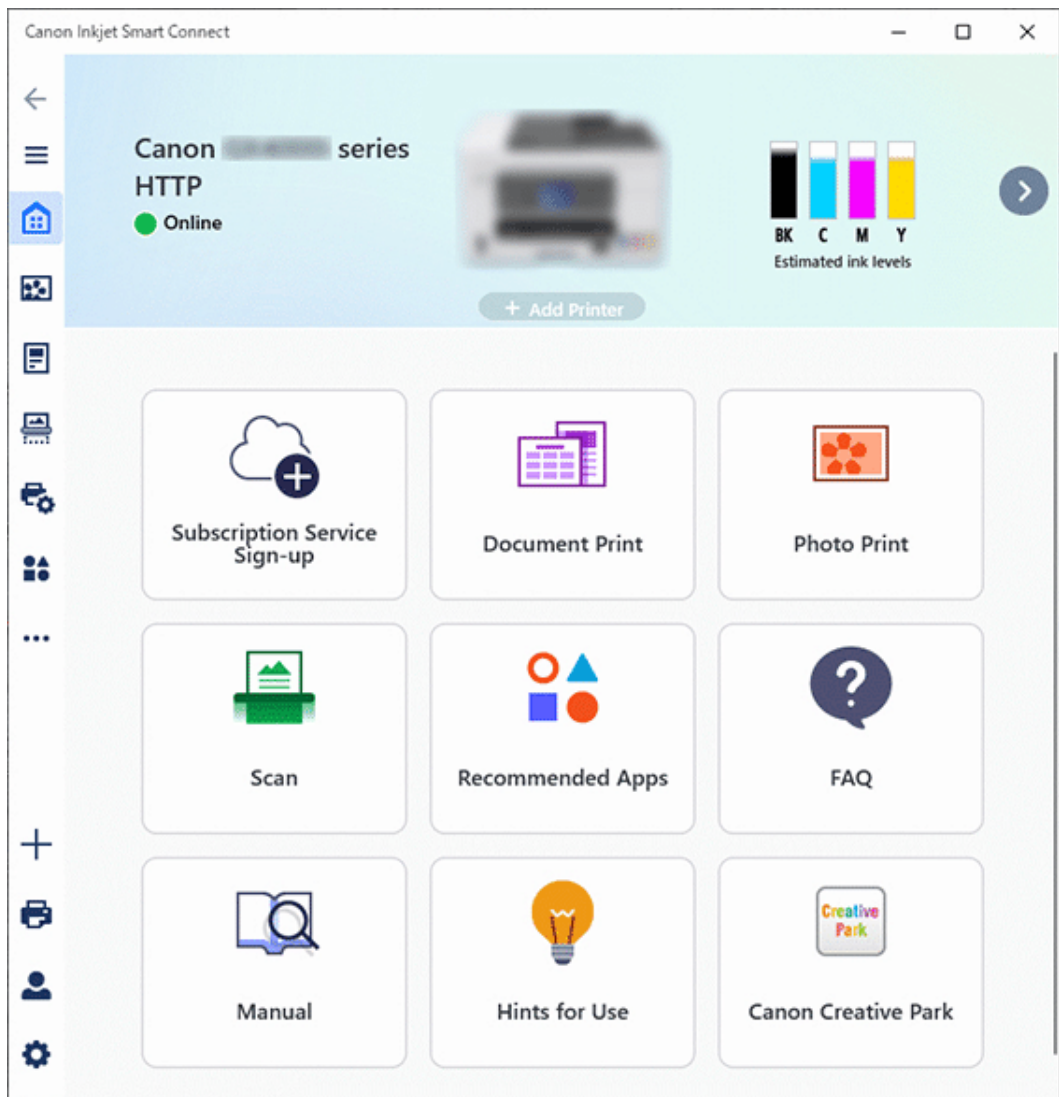 Canon Inkjet Smart Connect
Canon series
HTTP
Online
BK C M Y
Estimated ink levels
+ Add Printer
Subscription Service
Sign-up
Document Print
Photo Print
Scan
Recommended Apps
FAQ
Manual
Hints for Use
Creative
Park
Canon Creative Park